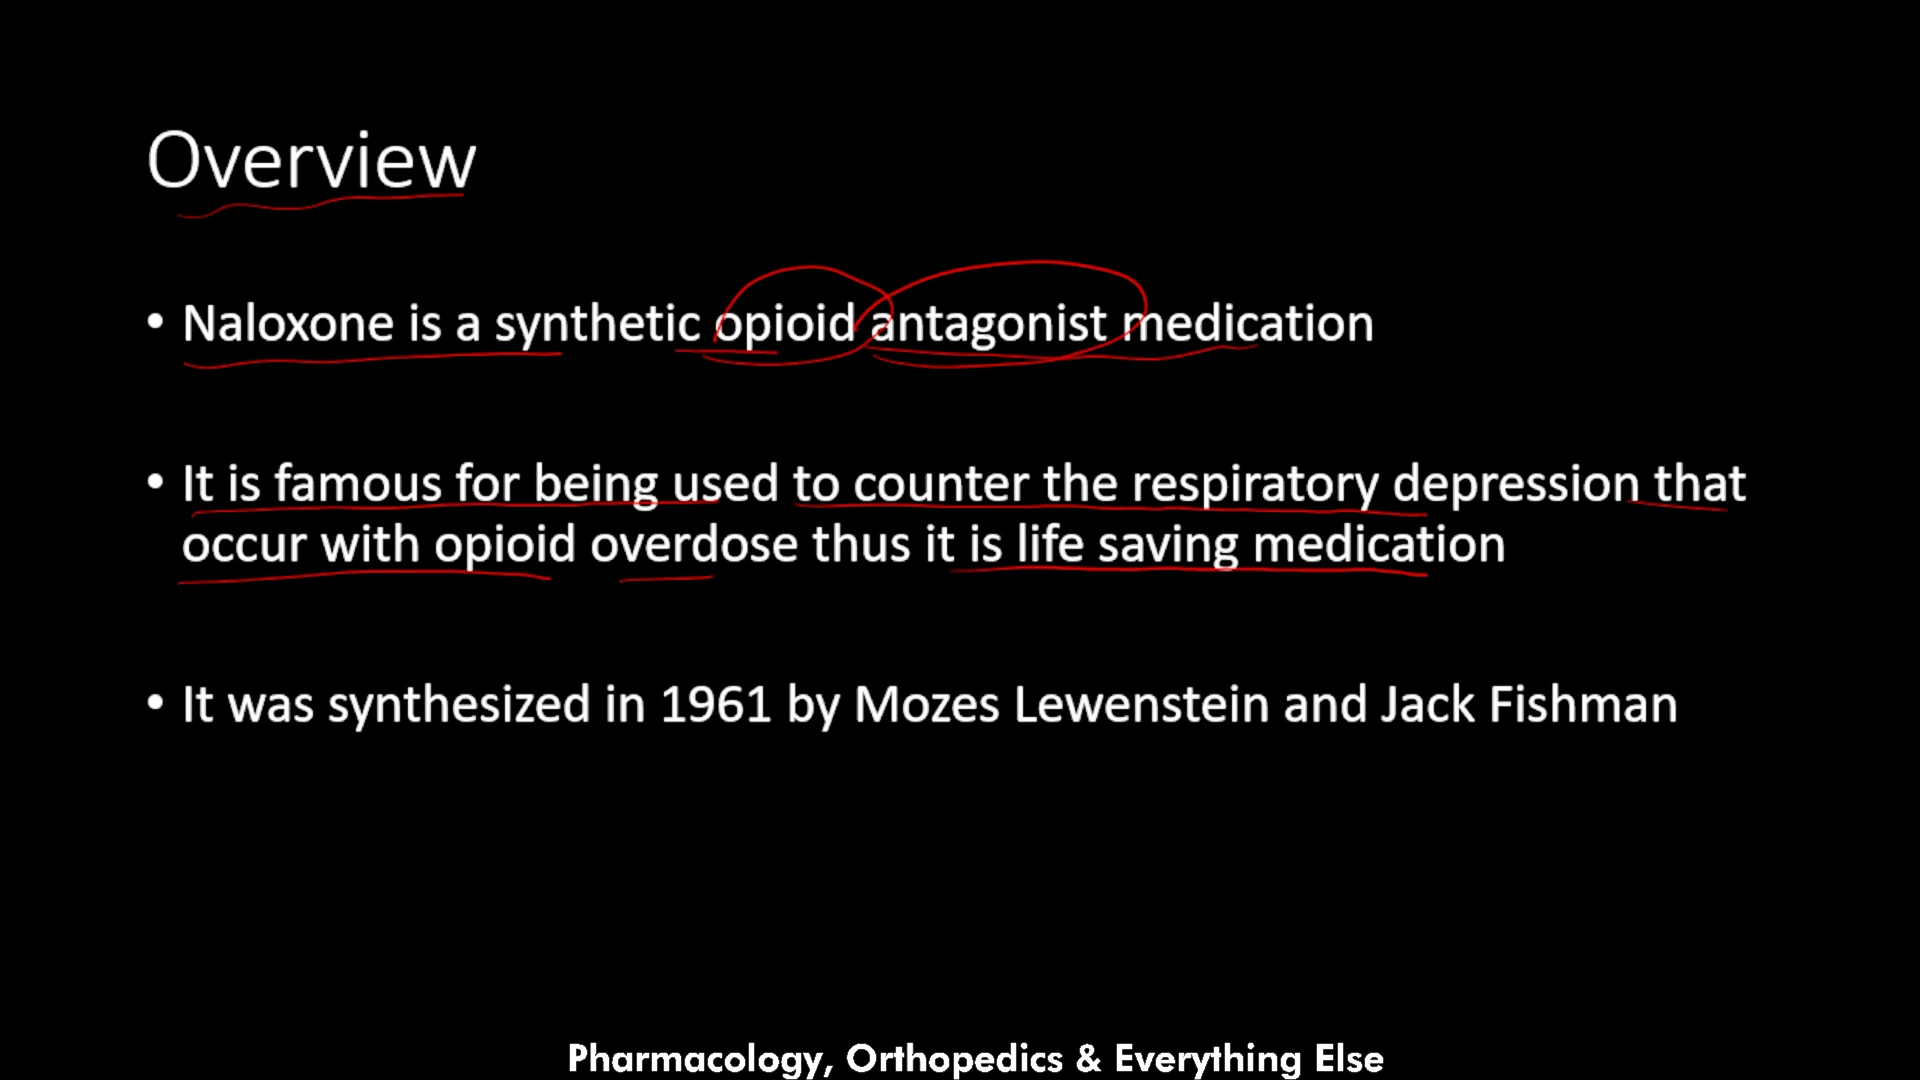 Overview
• Naloxone is a synthetic opioid antagonist medication
• It is famous for being used to counter the respiratory depression that
occur with opioid overdose thus it is life saving medication
• It was synthesized in 1961 by Mozes Lewenstein and Jack Fishman
Pharmacology, Orthopedics & Everything Else